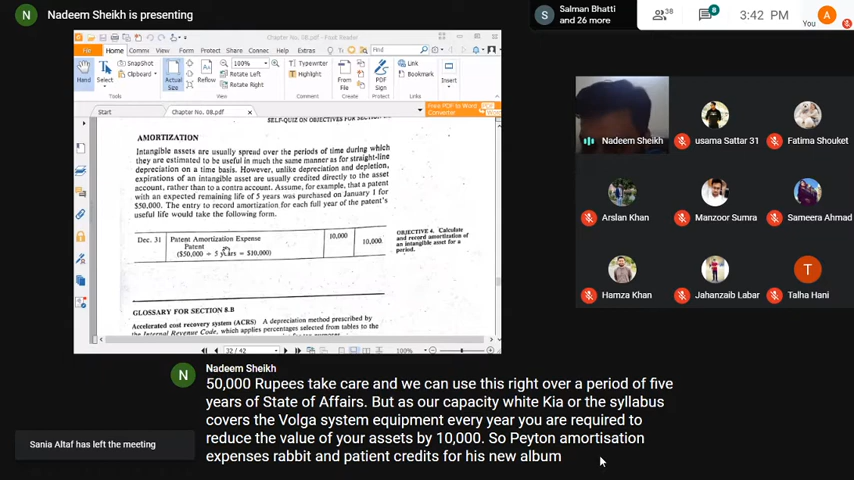 Nadeem Sheikh is presenting
Salman Bhatti
and 26 more
38
8
3:42 PM
You
Chapter No. 08.pdf - Foxit Reader
File Home Comment View Form Protect Share Connect Help Extras Find
Hand
Select
SnapShot
Clipboard
Actual Size
Reflow
100%
Rotate Left
Rotate Right
Typewriter
Highlight
From File
PDF Sign
Link
Bookmark
Insert
Tools
View
Start
Chapter No. 08.pdf
Free PDF to Word Converter
SELF-QUIZ ON OBJECTIVES FOR SECTION
AMORTIZATION
Intangible assets are usually spread over the periods of time during which
they are estimated to be useful in much the same manner as for straight-line
depreciation on a time basis. However, unlike depreciation and depletion,
expirations of an intangible asset are usually credited directly to the asset
account, rather than to a contra account. Assume, for example, that a patent
with an expected remaining life of 5 years was purchased on January 1 for
$50,000. The entry to record amortization for each full year of the patent's
useful life would take the following form.
Dec. 31 Patent Amortization Expense 10,000
Patent 10,000
($50,000 ÷ 5 years = $10,000)
OBJECTIVE 4. Calculate
and record amortization of
an intangible asset for a
period.
GLOSSARY FOR SECTION 8.B
Accelerated cost recovery system (ACRS) A depreciation method prescribed by
the Internal Revenue Code, which applies percentages selected from tables to the
32 / 42
100%
Nadeem Sheikh
usama Sattar 31
Fatima Shouket
Arslan Khan
Manzoor Sumra
Sameera Ahmad
Hamza Khan
Jahanzaib Labar
Talha Hani
Nadeem Sheikh
50,000 Rupees take care and we can use this right over a period of five
years of State of Affairs. But as our capacity white Kia or the syllabus
covers the Volga system equipment every year you are required to
reduce the value of your assets by 10,000. So Peyton amortisation
expenses rabbit and patient credits for his new album
Sania Altaf has left the meeting